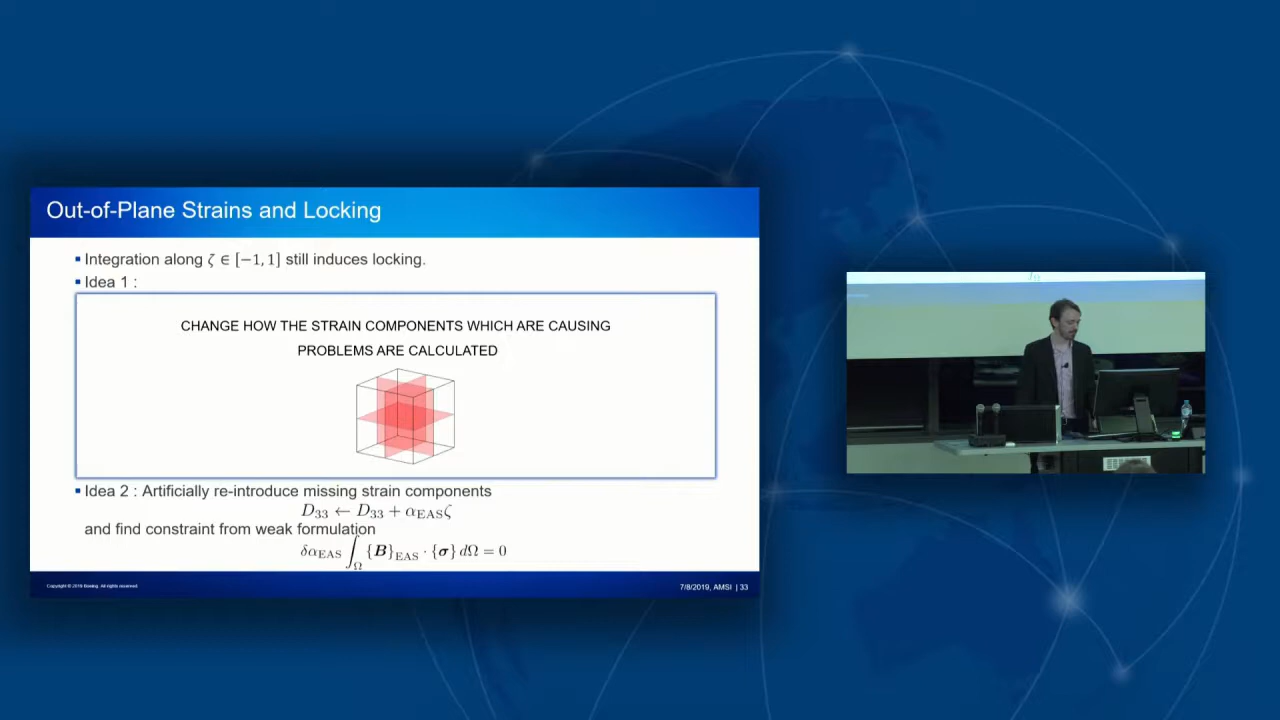 Out-of-Plane Strains and Locking
▪ Integration along ζ ∈ [−1, 1] still induces locking.
▪ Idea 1 :
CHANGE HOW THE STRAIN COMPONENTS WHICH ARE CAUSING
PROBLEMS ARE CALCULATED
▪ Idea 2 : Artificially re-introduce missing strain components
D₃₃ ← D₃₃ + α_EAS ζ
and find constraint from weak formulation
δα_EAS ∫_Ω {B}_EAS · {σ} dΩ = 0
Copyright © 2019 Boeing. All rights reserved.
7/8/2019, AMSI | 33